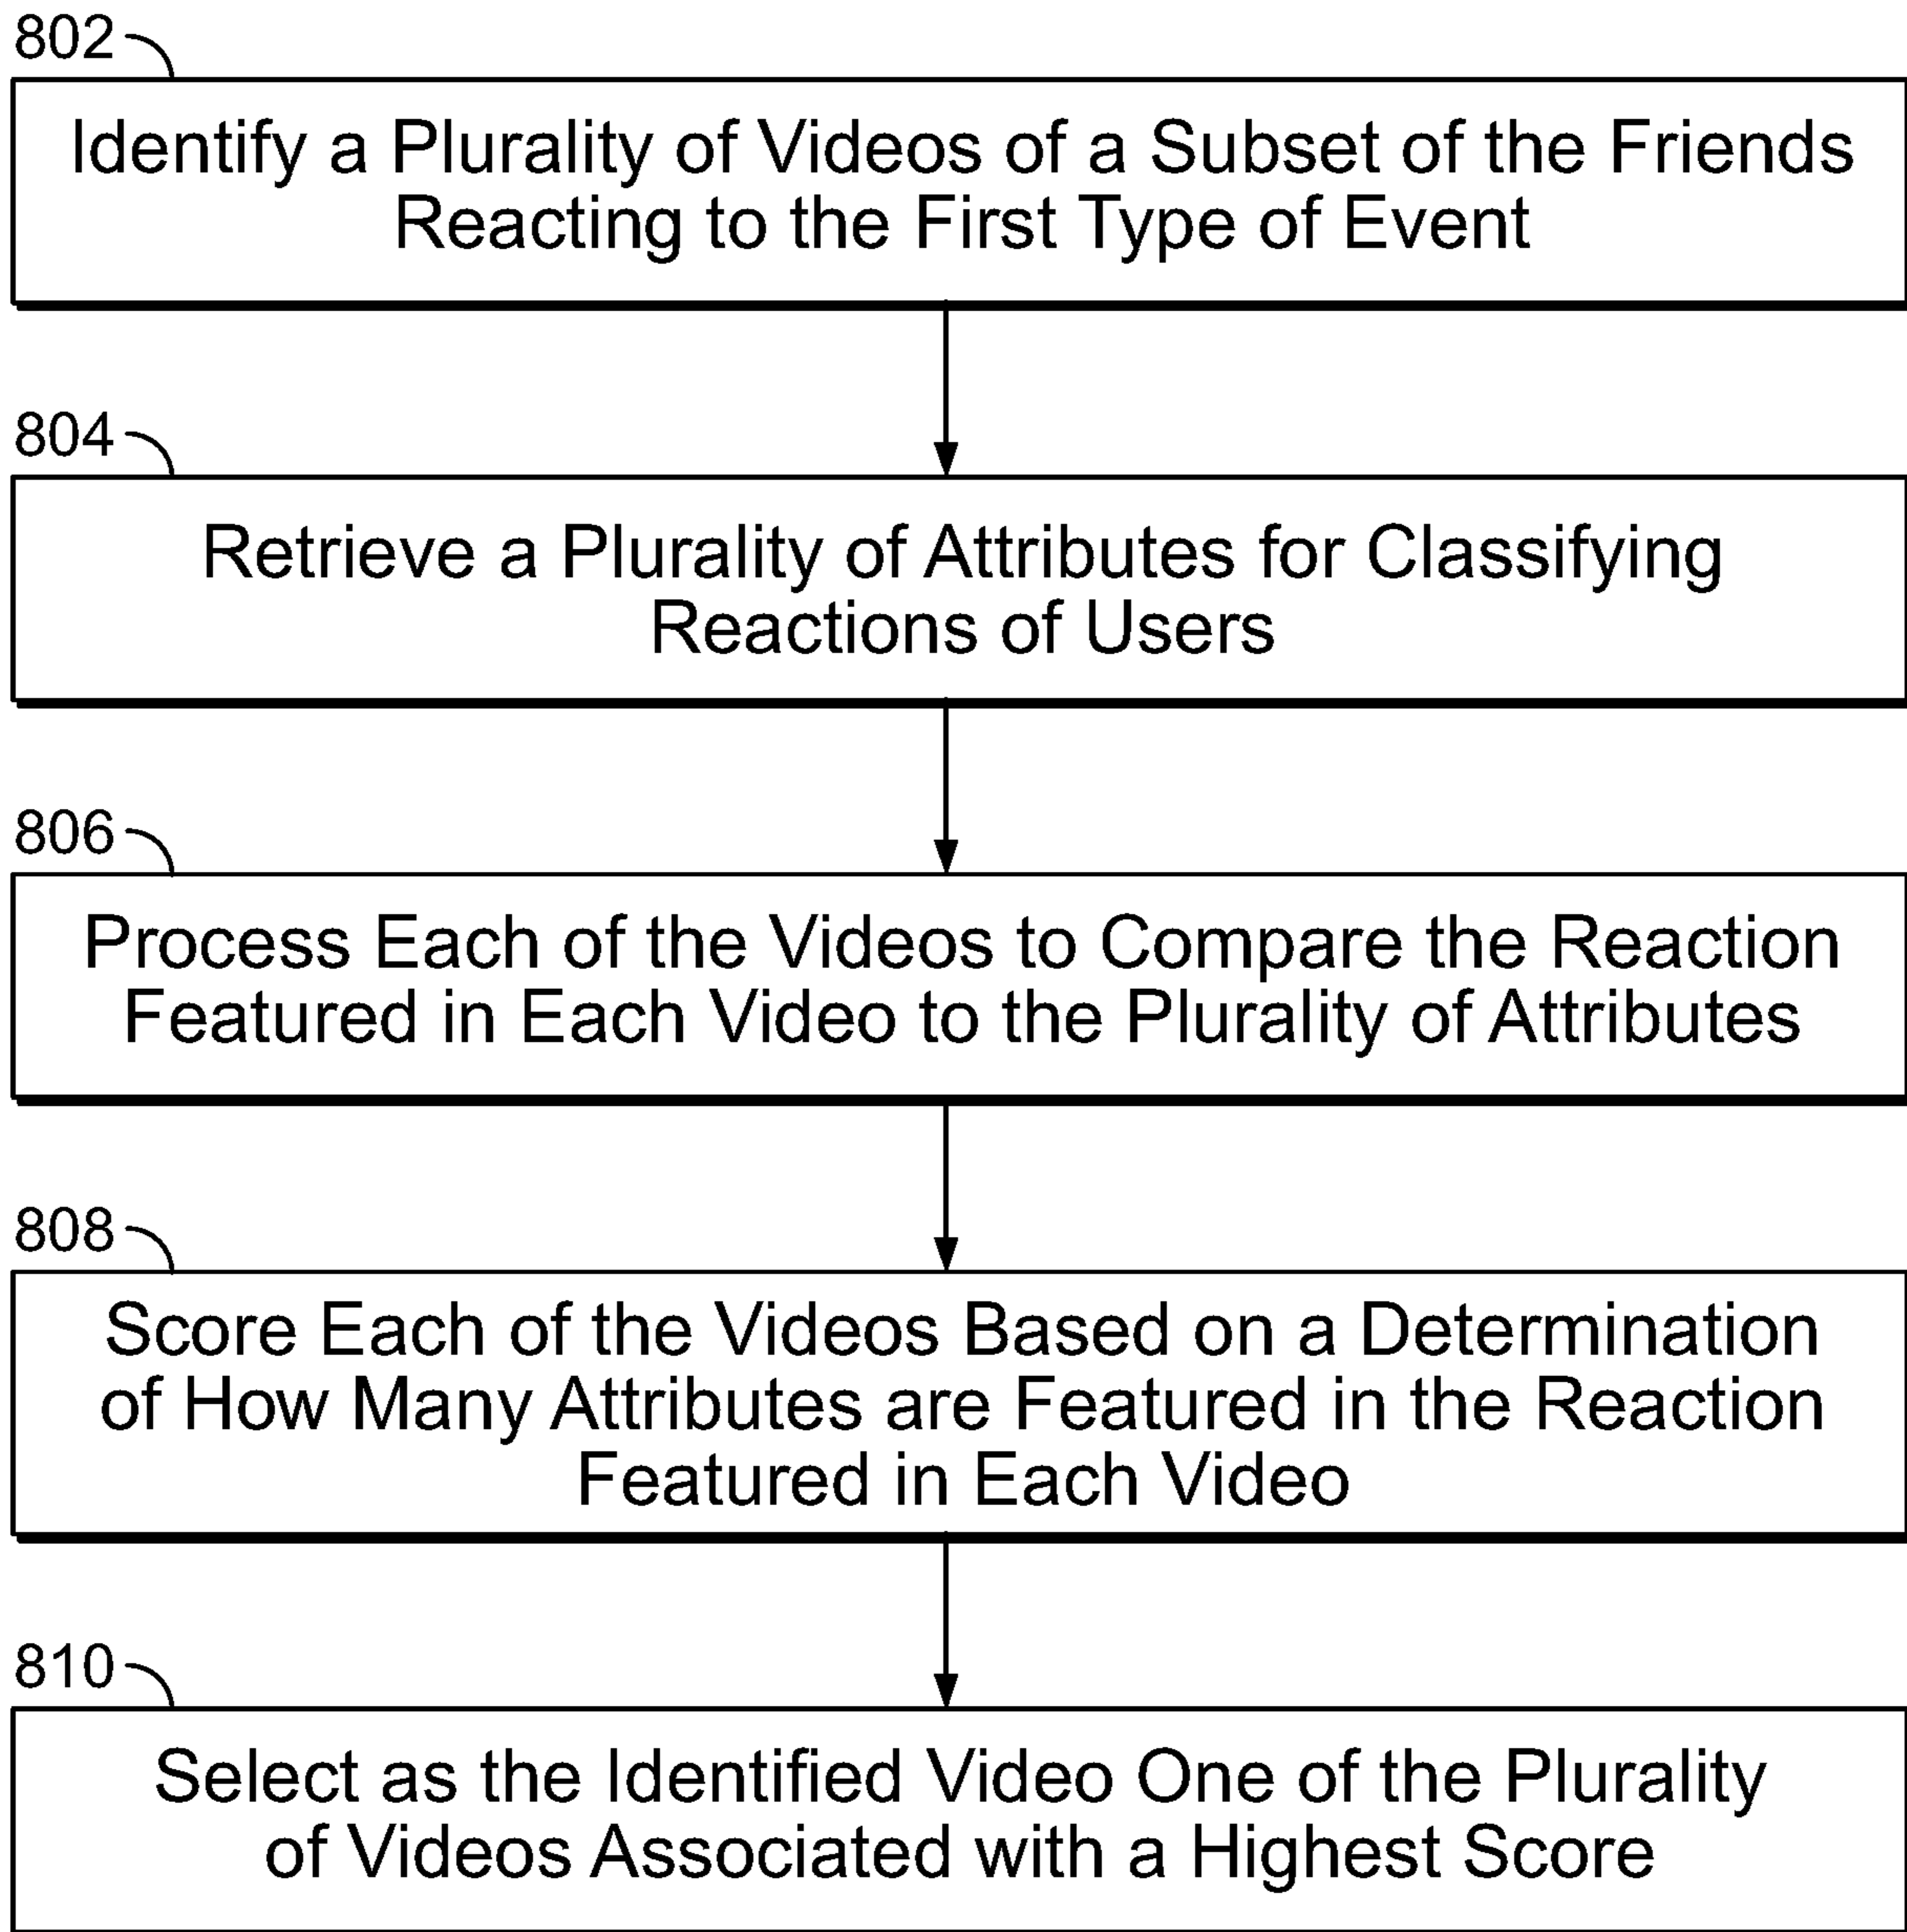 802
Identify a Plurality of Videos of a Subset of the Friends
Reacting to the First Type of Event
804
Retrieve a Plurality of Attributes for Classifying
Reactions of Users
806
Process Each of the Videos to Compare the Reaction
Featured in Each Video to the Plurality of Attributes
808
Score Each of the Videos Based on a Determination
of How Many Attributes are Featured in the Reaction
Featured in Each Video
810
Select as the Identified Video One of the Plurality
of Videos Associated with a Highest Score